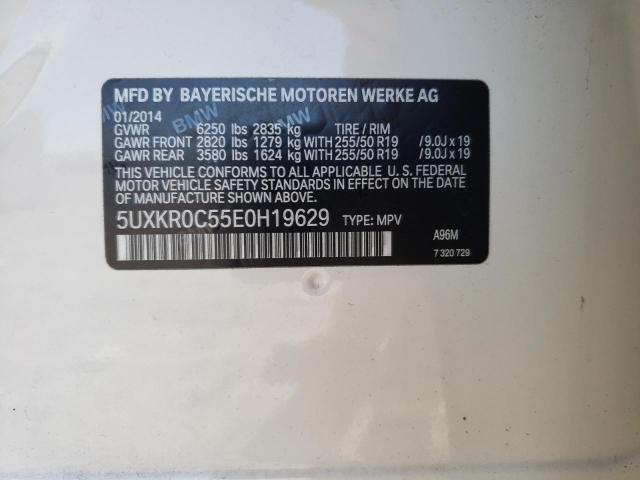 MFD BY BAYERISCHE MOTOREN WERKE AG
01/2014
GVWR 6250 lbs 2835 kg TIRE / RIM
GAWR FRONT 2820 lbs 1279 kg WITH 255/50 R19 /9.0J x 19
GAWR REAR 3580 lbs 1624 kg WITH 255/50 R19 /9.0J x 19
THIS VEHICLE CONFORMS TO ALL APPLICABLE U. S. FEDERAL
MOTOR VEHICLE SAFETY STANDARDS IN EFFECT ON THE DATE
OF MANUFACTURE SHOWN ABOVE.
5UXKR0C55E0H19629 TYPE: MPV
A96M
7 320 729
BMW
BMW
BMW